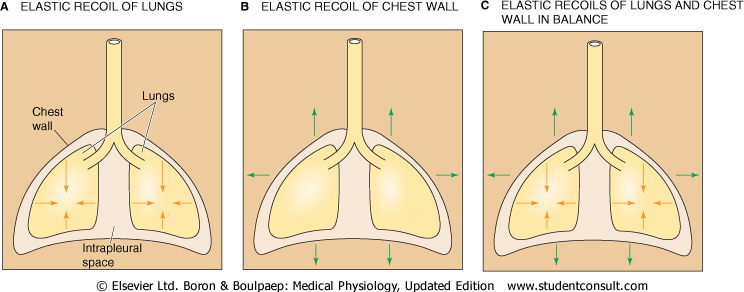 A ELASTIC RECOIL OF LUNGS
B ELASTIC RECOIL OF CHEST WALL
C ELASTIC RECOILS OF LUNGS AND CHEST
WALL IN BALANCE
Lungs
Chest
wall
Intrapleural
space
© Elsevier Ltd. Boron & Boulpaep: Medical Physiology, Updated Edition www.studentconsult.com